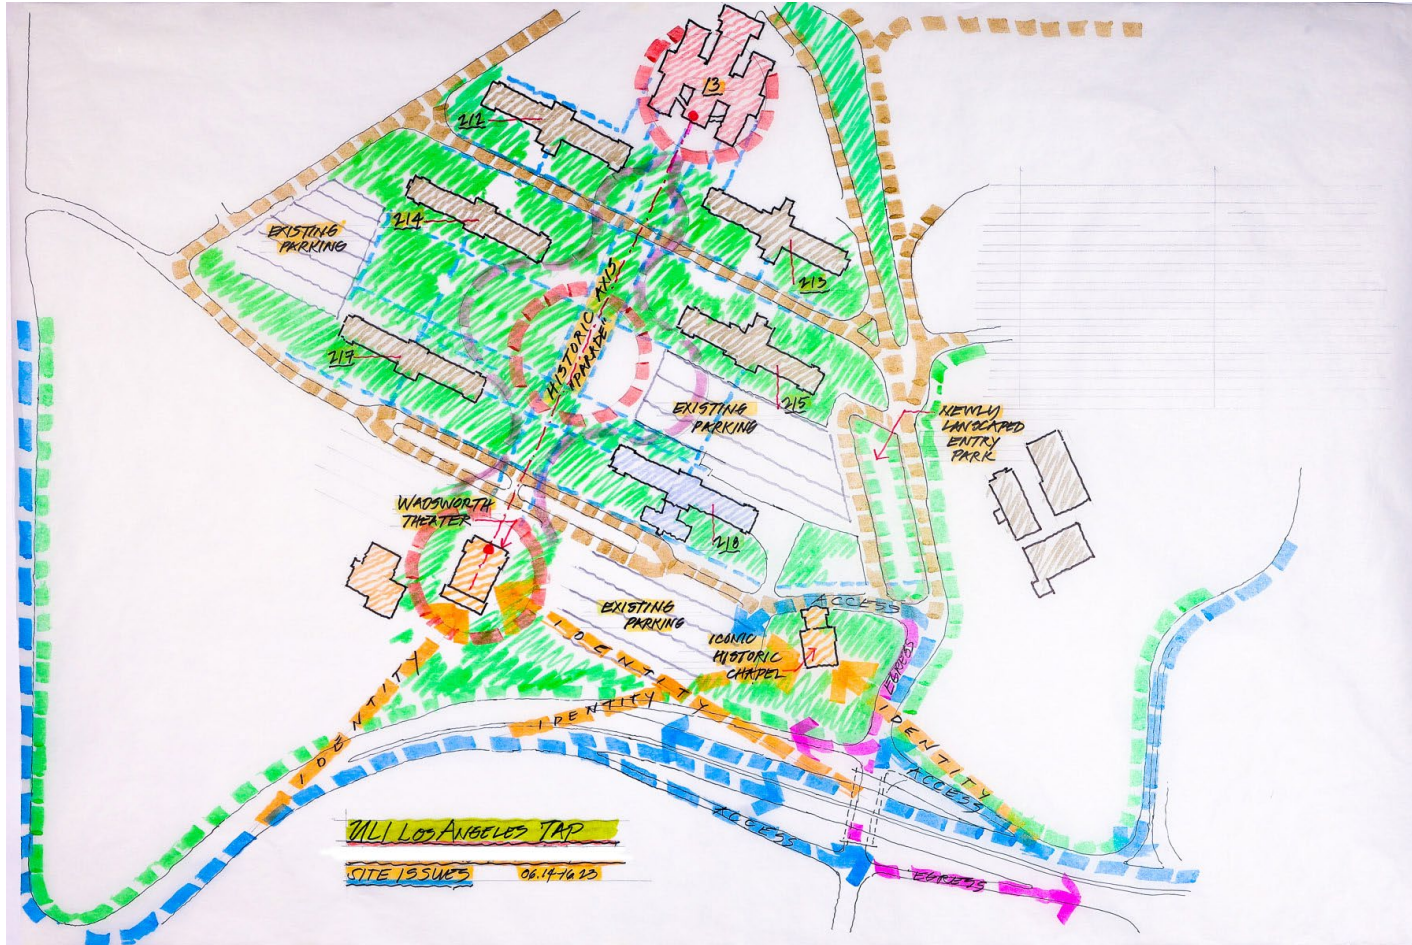 13
212
214
EXISTING
PARKING
213
HISTORIC AXIS
"PARADE"
217
215
EXISTING
PARKING
NEWLY
LANSCAPED
ENTRY
PARK
WADSWORTH
THEATER
218
EXISTING
PARKING
ACCESS
ICONIC
HISTORIC
CHAPEL
EGRESS
IDENTITY
IDENTITY
IDENTITY
IDENTITY
ACCESS
ACCESS
EGRESS
ULI LOS ANGELES TAP
SITE ISSUES 06.14-16 23